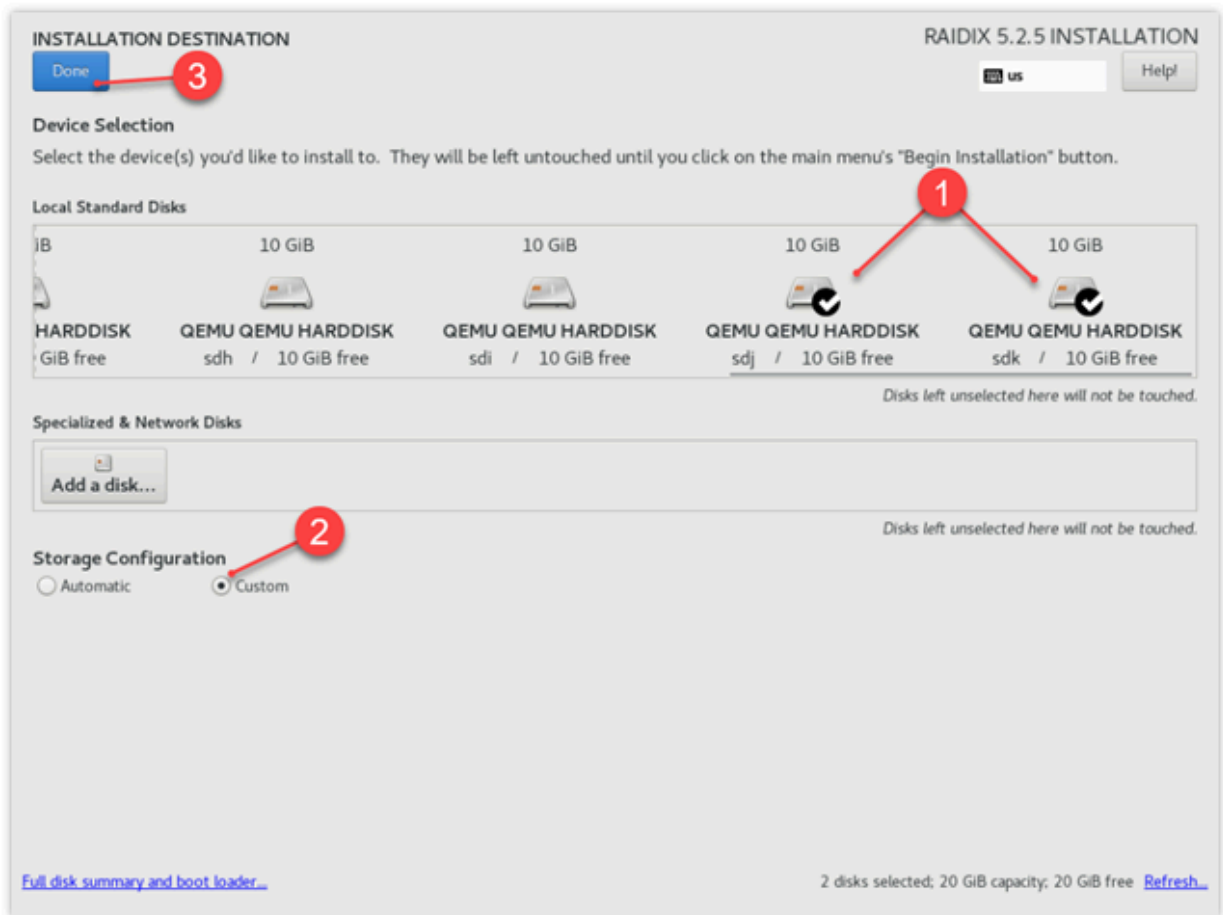 INSTALLATION DESTINATION
RAIDIX 5.2.5 INSTALLATION
Done
3
us
Help!
Device Selection
Select the device(s) you'd like to install to. They will be left untouched until you click on the main menu's "Begin Installation" button.
1
Local Standard Disks
iB 10 GiB 10 GiB 10 GiB 10 GiB
HARDDISK QEMU QEMU HARDDISK QEMU QEMU HARDDISK QEMU QEMU HARDDISK QEMU QEMU HARDDISK
GiB free sdh / 10 GiB free sdi / 10 GiB free sdj / 10 GiB free sdk / 10 GiB free
Disks left unselected here will not be touched.
Specialized & Network Disks
Add a disk...
Disks left unselected here will not be touched.
2
Storage Configuration
Automatic Custom
Full disk summary and boot loader... 2 disks selected; 20 GiB capacity; 20 GiB free Refresh...